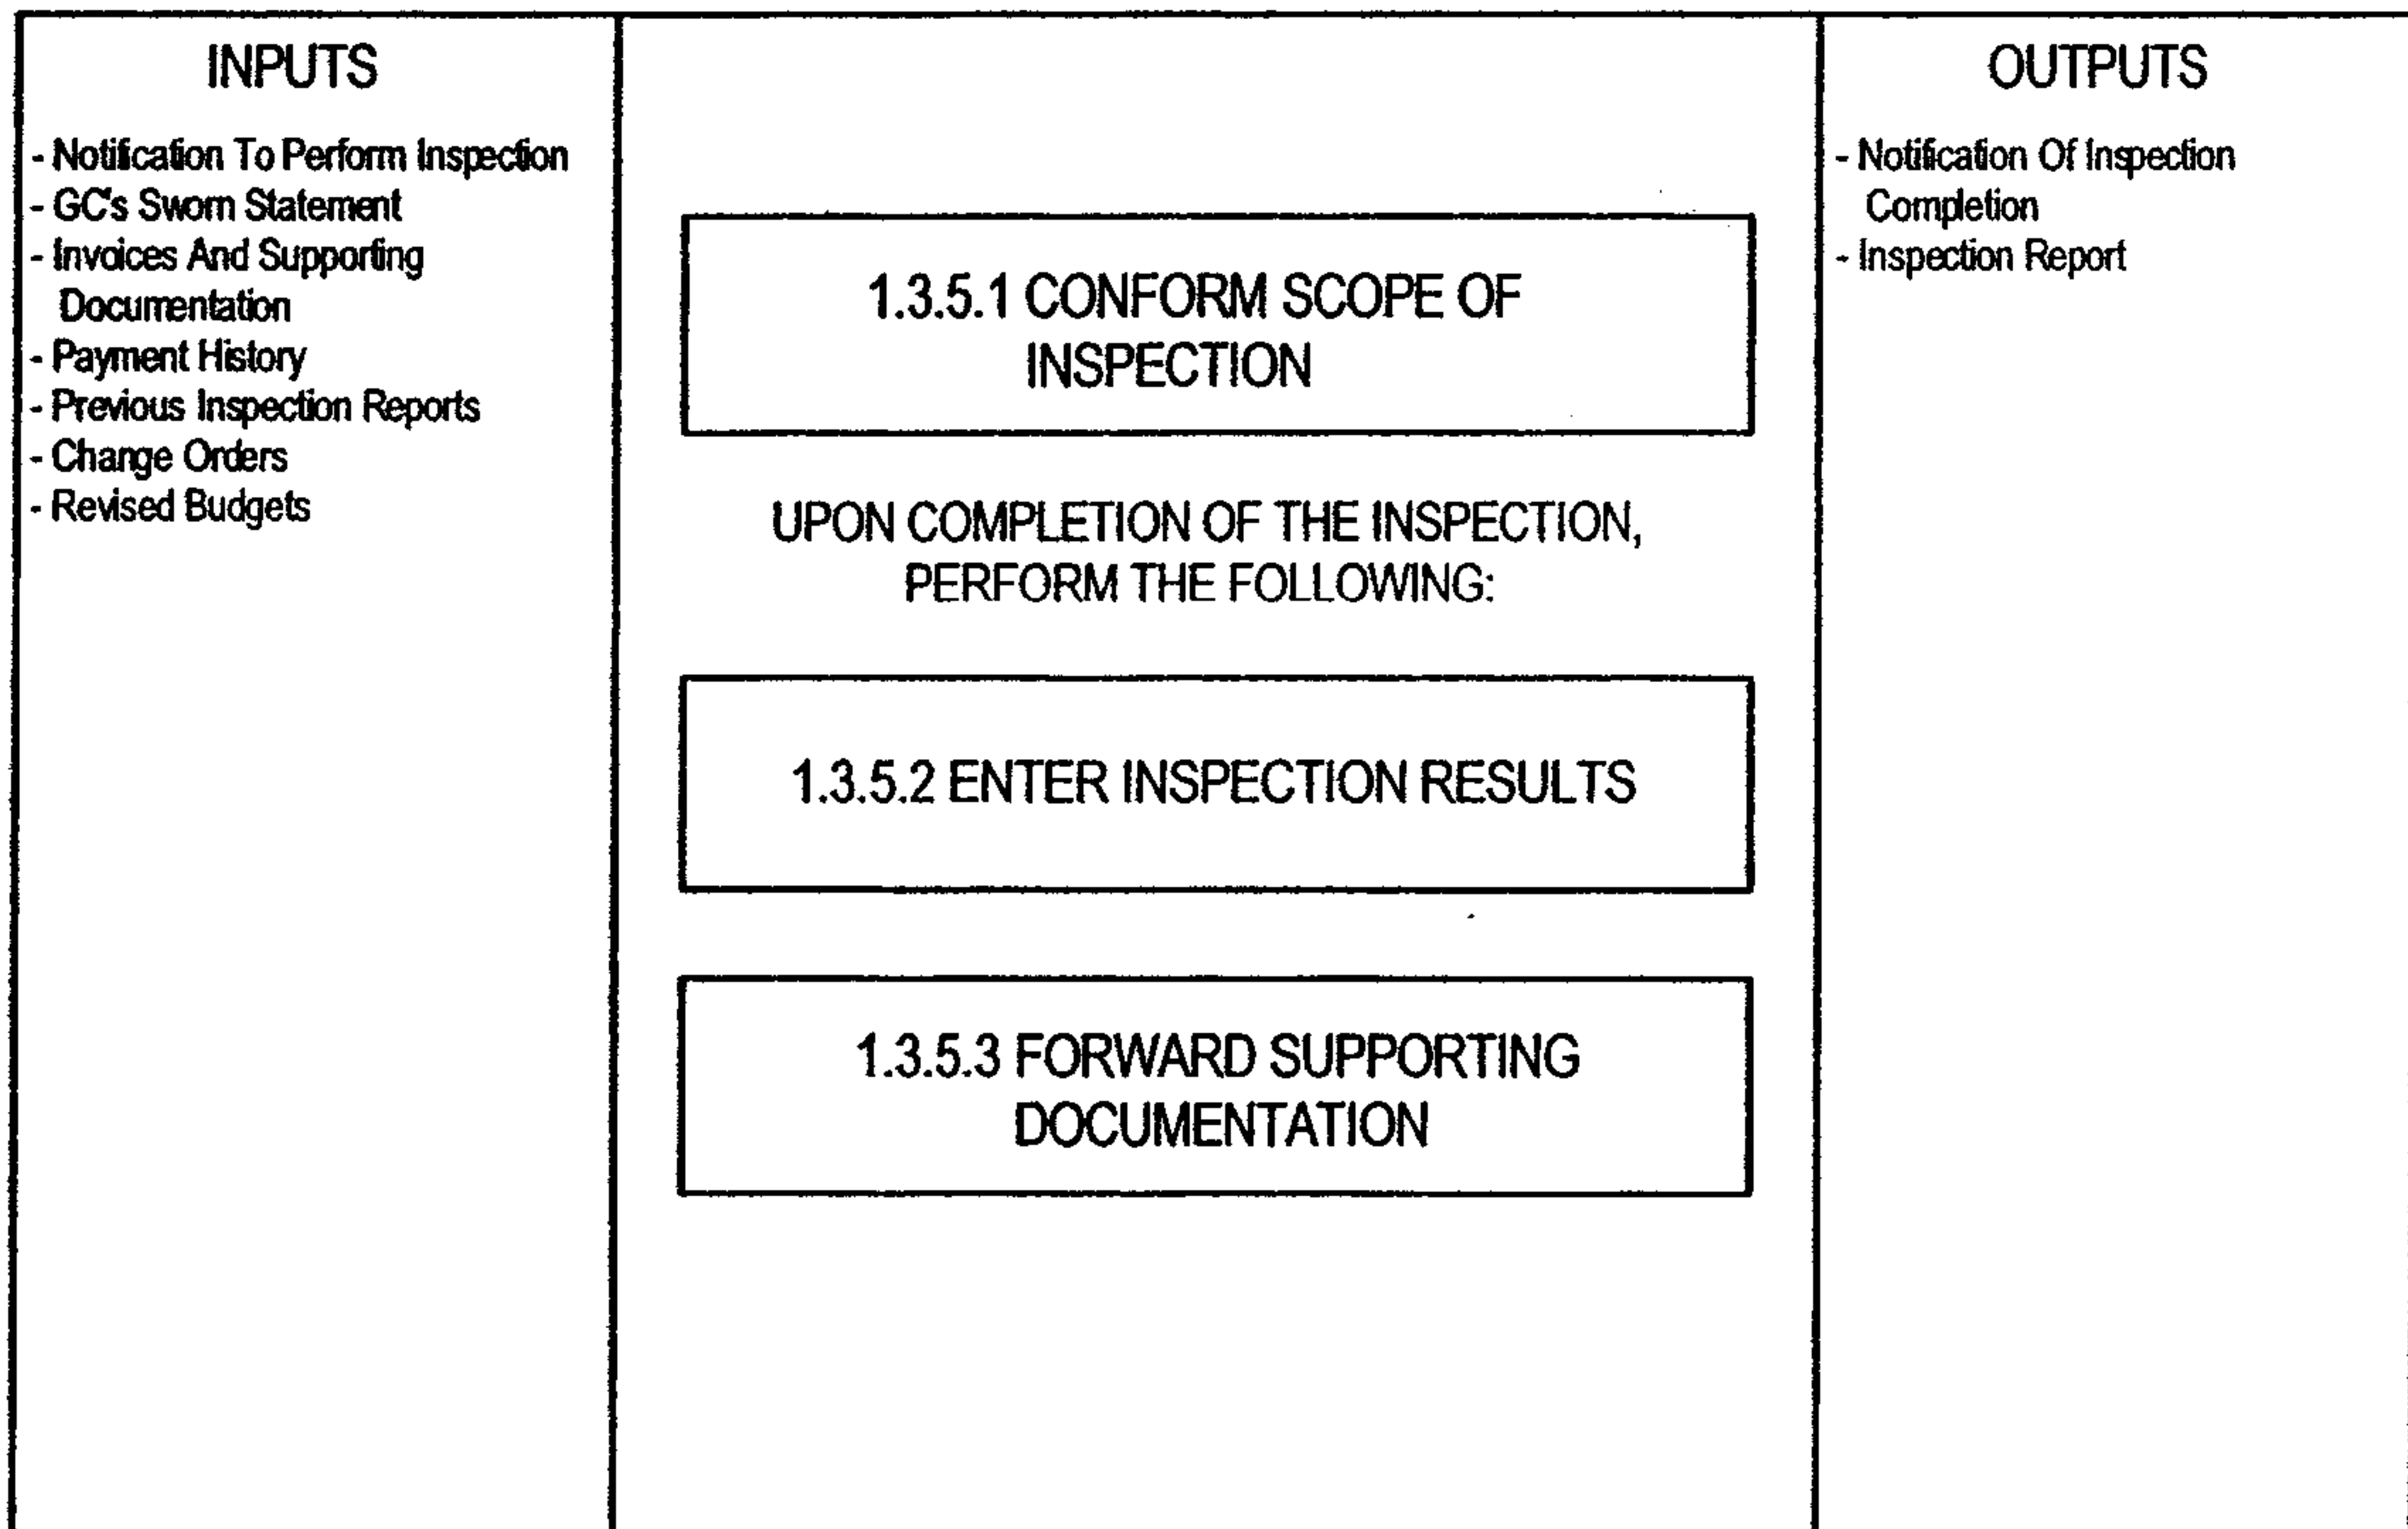 INPUTS
- Notification To Perform Inspection
- GC's Sworn Statement
- Invoices And Supporting
Documentation
- Payment History
- Previous Inspection Reports
- Change Orders
- Revised Budgets
1.3.5.1 CONFORM SCOPE OF
INSPECTION
UPON COMPLETION OF THE INSPECTION,
PERFORM THE FOLLOWING:
1.3.5.2 ENTER INSPECTION RESULTS
1.3.5.3 FORWARD SUPPORTING
DOCUMENTATION
OUTPUTS
- Notification Of Inspection
Completion
- Inspection Report